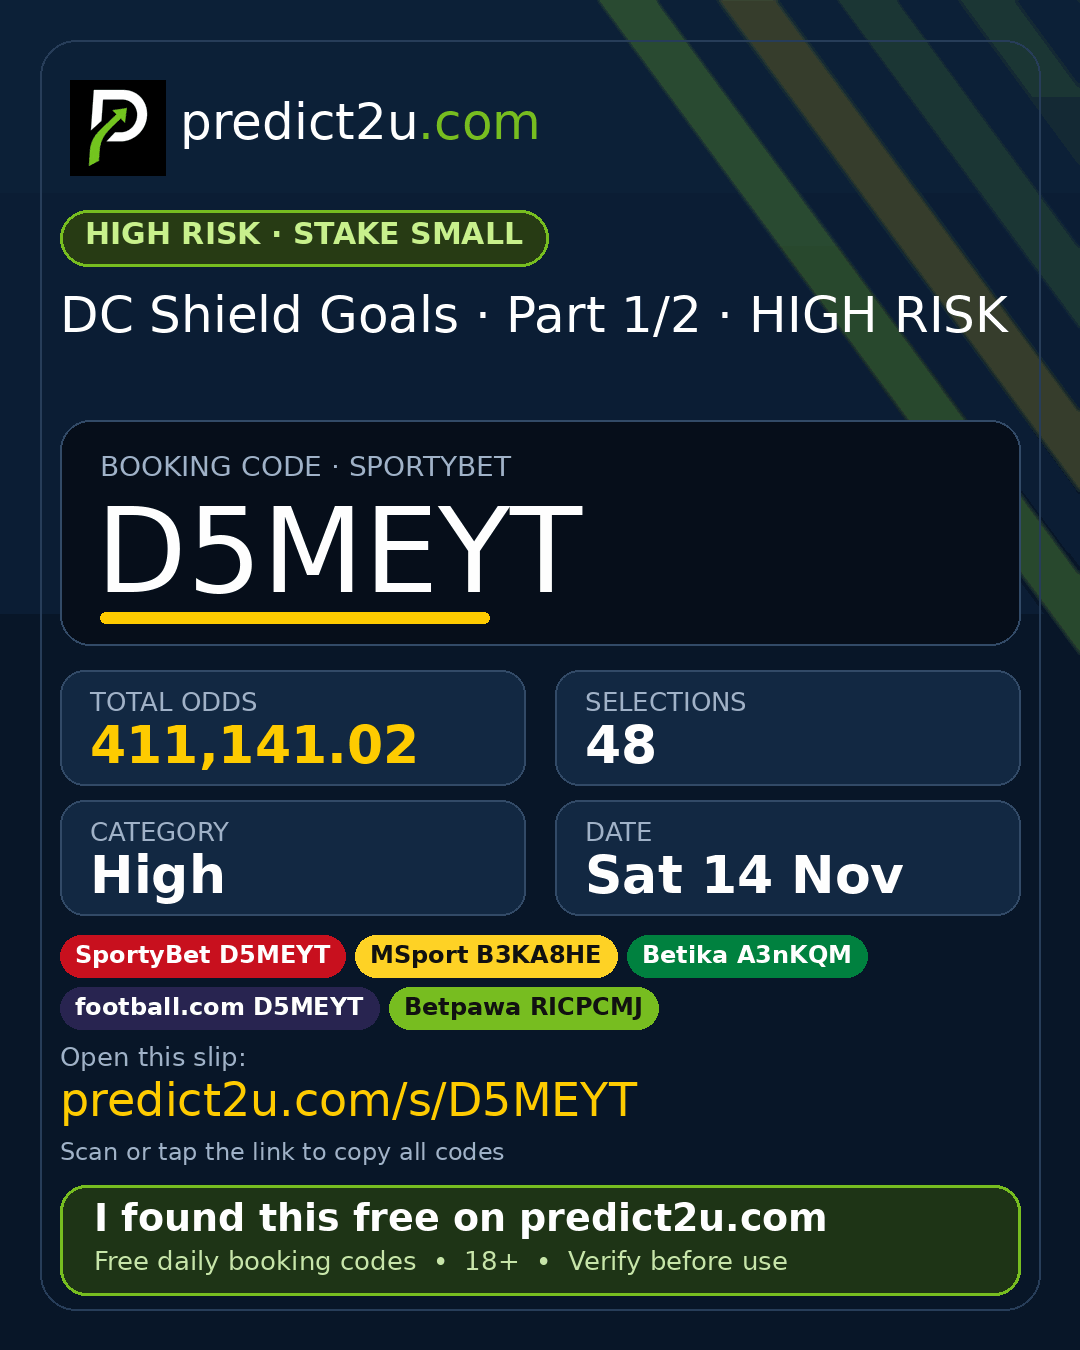 predict2u.com
HIGH RISK · STAKE SMALL
DC Shield Goals · Part 1/2 · HIGH RISK
BOOKING CODE · SPORTYBET
D5MEYT
TOTAL ODDS
411,141.02
SELECTIONS
48
CATEGORY
High
DATE
Sat 14 Nov
SportyBet D5MEYT
MSport B3KA8HE
Betika A3nKQM
football.com D5MEYT
Betpawa RICPCMJ
Open this slip:
predict2u.com/s/D5MEYT
Scan or tap the link to copy all codes
I found this free on predict2u.com
Free daily booking codes • 18+ • Verify before use